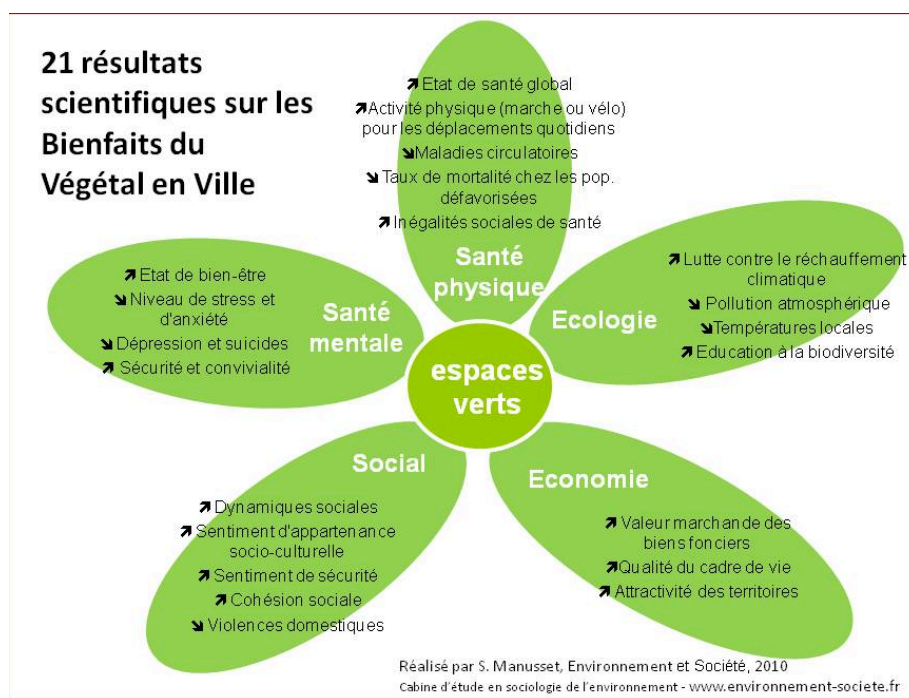 21 résultats
scientifiques sur les
Bienfaits du
Végétal en Ville
↗ Etat de santé global
↗Activité physique (marche ou vélo)
pour les déplacements quotidiens
↘Maladies circulatoires
↘ Taux de mortalité chez les pop.
défavorisées
↗ Inégalités sociales de santé
Santé
physique
↗ Etat de bien-être
↘ Niveau de stress et
d'anxiété
↘ Dépression et suicides
↗ Sécurité et convivialité
Santé
mentale
↗ Lutte contre le réchauffement
climatique
↘ Pollution atmosphérique
↘Températures locales
↗ Education à la biodiversité
Ecologie
espaces
verts
Social
↗ Dynamiques sociales
↗ Sentiment d'appartenance
socio-culturelle
↗ Sentiment de sécurité
↗ Cohésion sociale
↘ Violences domestiques
Economie
↗ Valeur marchande des
biens fonciers
↗Qualité du cadre de vie
↗ Attractivité des territoires
Réalisé par S. Manusset, Environnement et Société, 2010
Cabine d'étude en sociologie de l'environnement - www.environnement-societe.fr